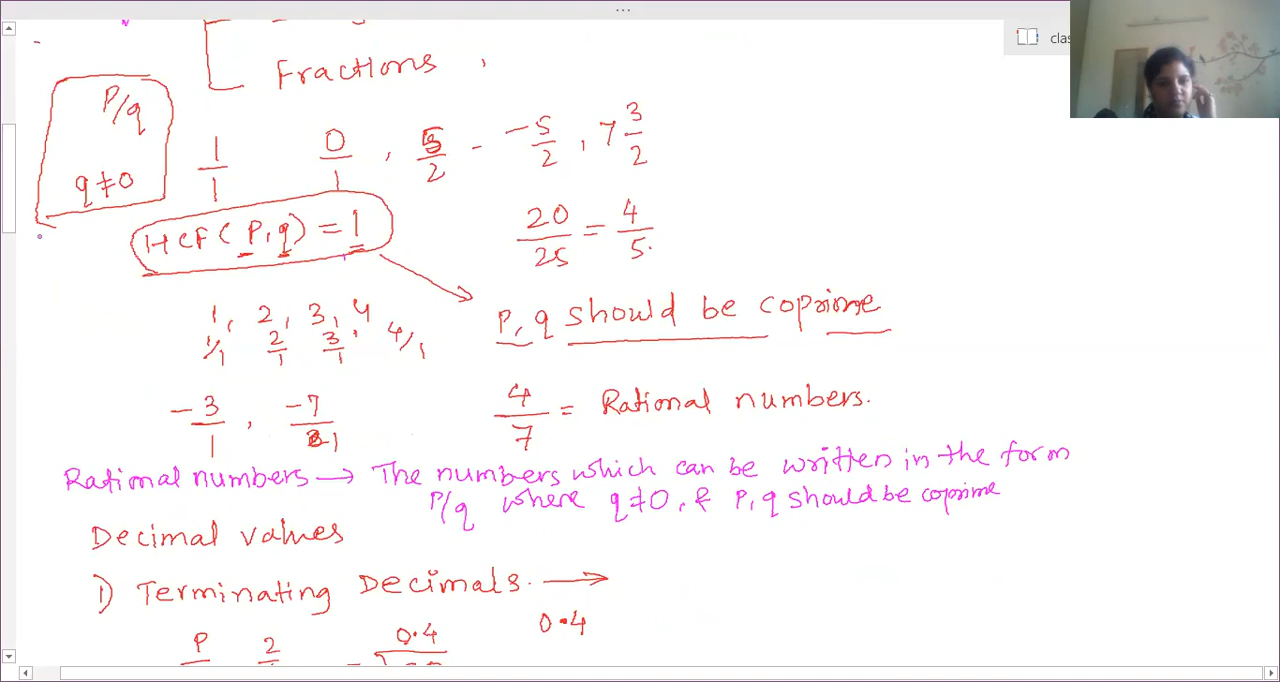 Fractions ,
P/q
q≠0
1/1 0/1 , 5/2 - -5/2 , 7 3/2
HCF( P,q ) = 1
20/25 = 4/5.
1, 2, 3, 4
1/1 2/1 3/1, 4/1
P, q should be coprime
-3/1 , -7/1
4/7 = Rational numbers.
Rational numbers → The numbers which can be written in the form
P/q where q≠0, & P, q should be coprime
Decimal values
1) Terminating Decimals. →
0.4
P 2 0.4
clas